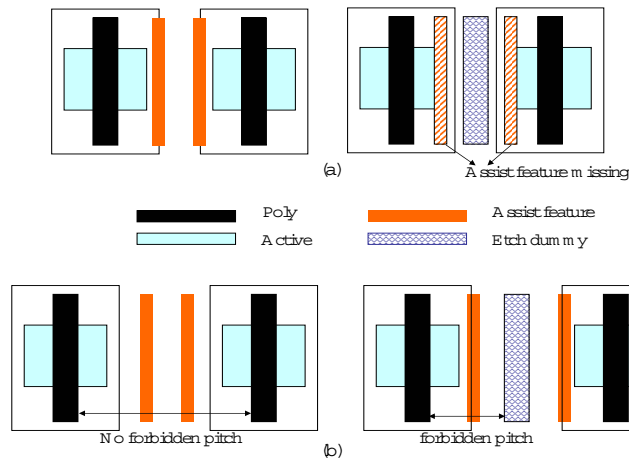 (a)
Assist feature missing
Poly
Assist feature
Active
Etch dummy
No forbidden pitch
forbidden pitch
(b)